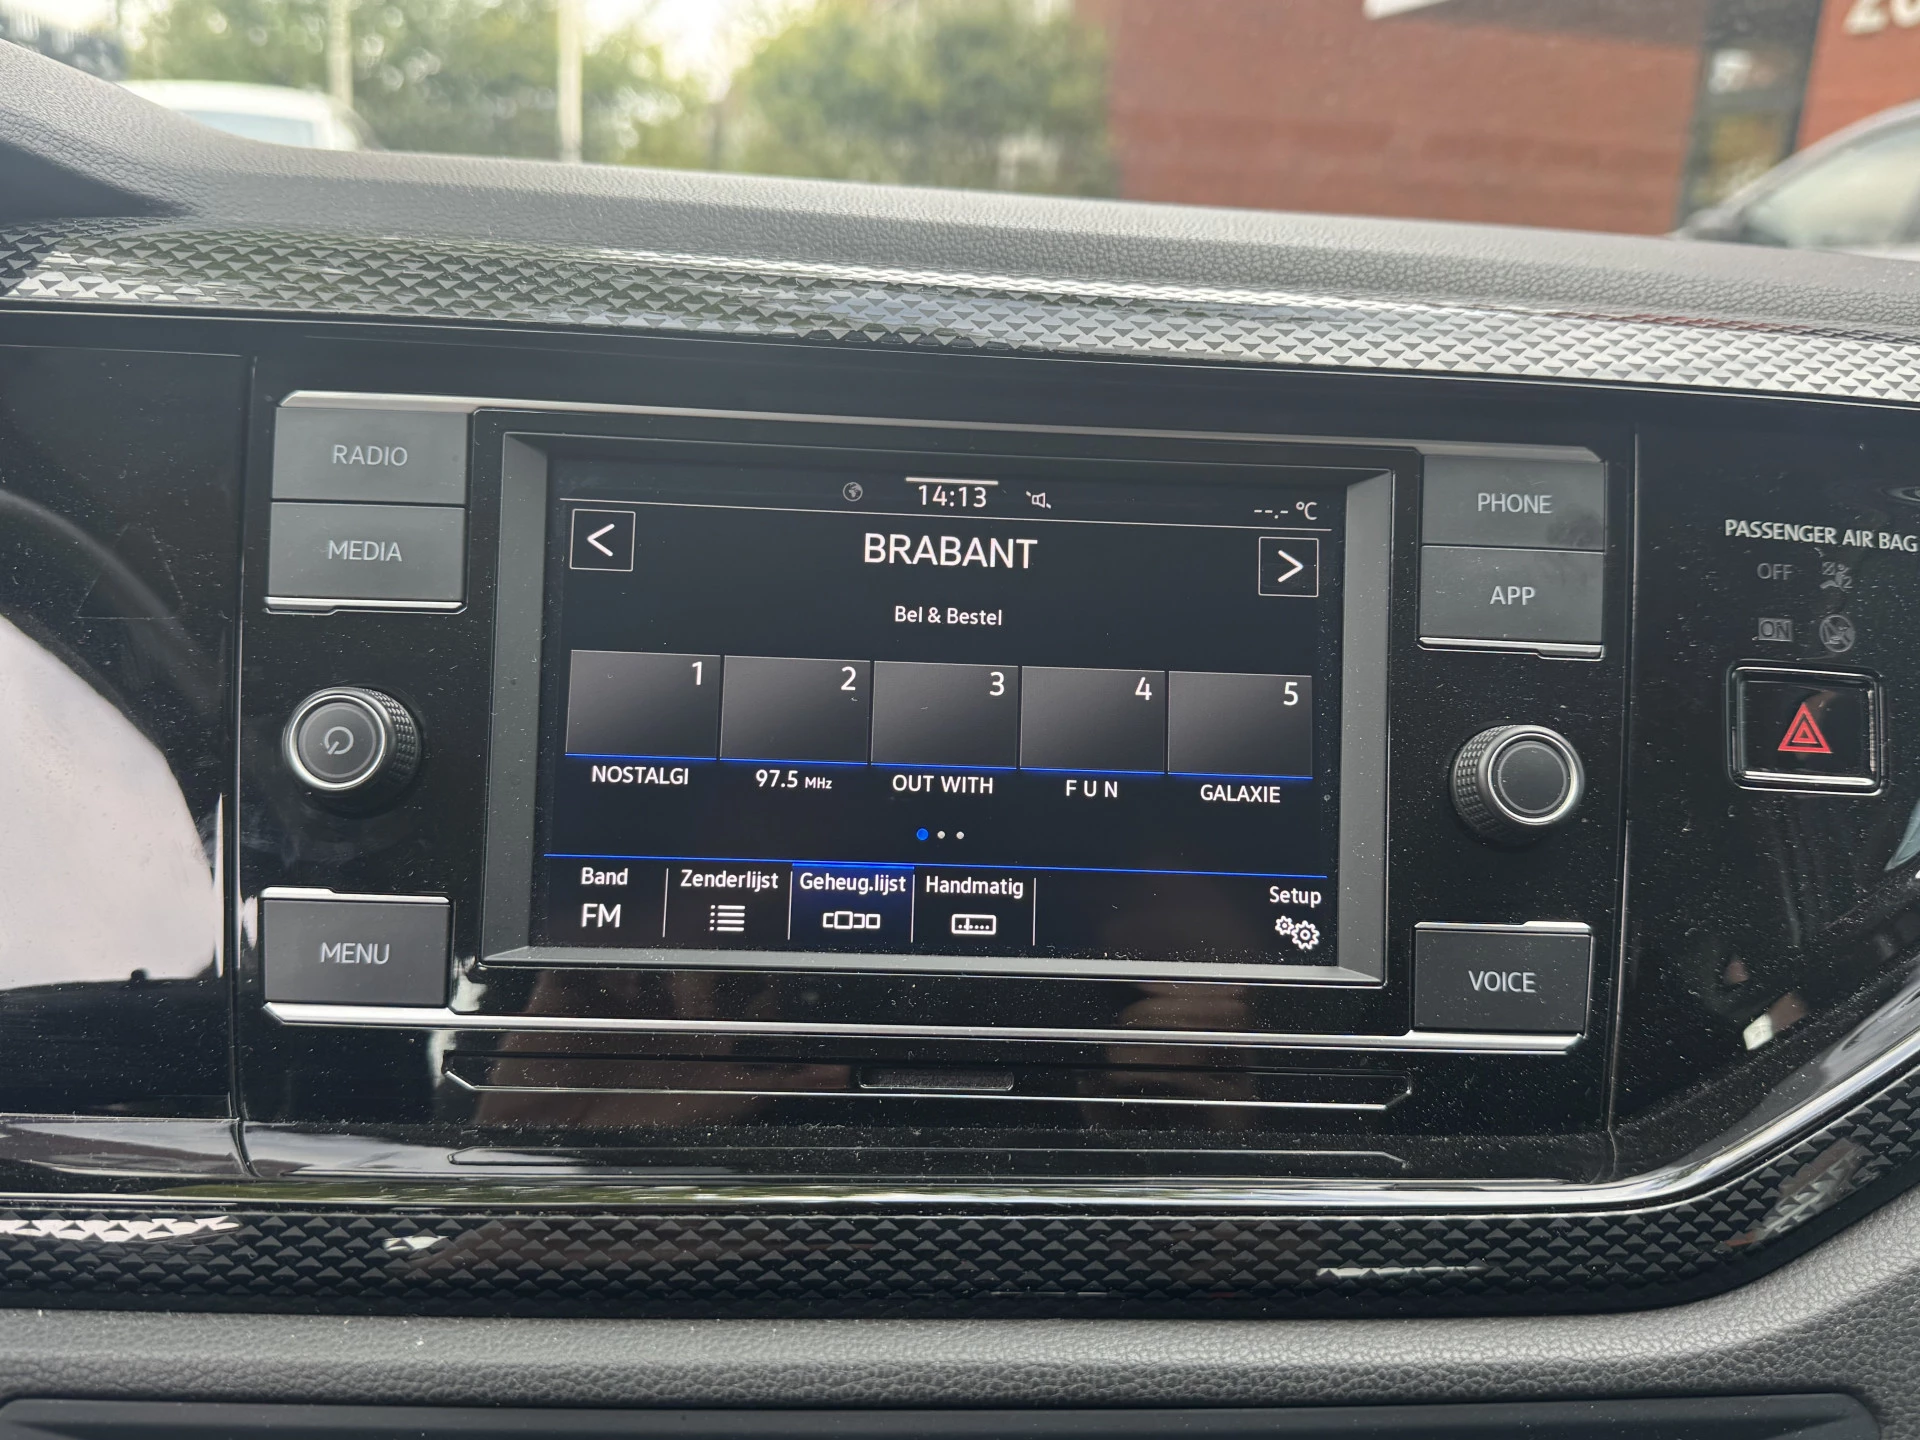 RADIO
MEDIA
MENU
14:13
--.- °C
<
BRABANT
>
Bel & Bestel
1
2
3
4
5
NOSTALGI
97.5 MHz
OUT WITH
F U N
GALAXIE
Band
FM
Zenderlijst
Geheug.lijst
Handmatig
Setup
PHONE
APP
VOICE
PASSENGER AIR BAG
OFF
ON